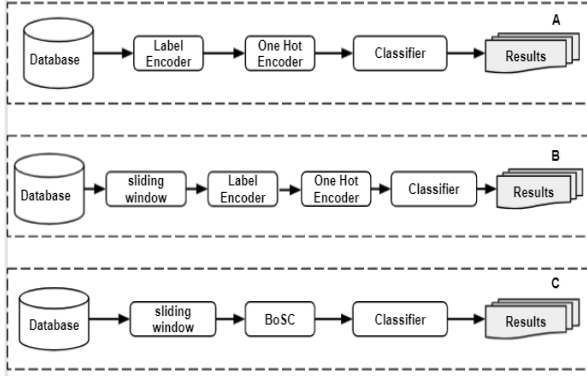 A
Database
Label
Encoder
One Hot
Encoder
Classifier
Results
B
Database
sliding
window
Label
Encoder
One Hot
Encoder
Classifier
Results
C
Database
sliding
window
BoSC
Classifier
Results